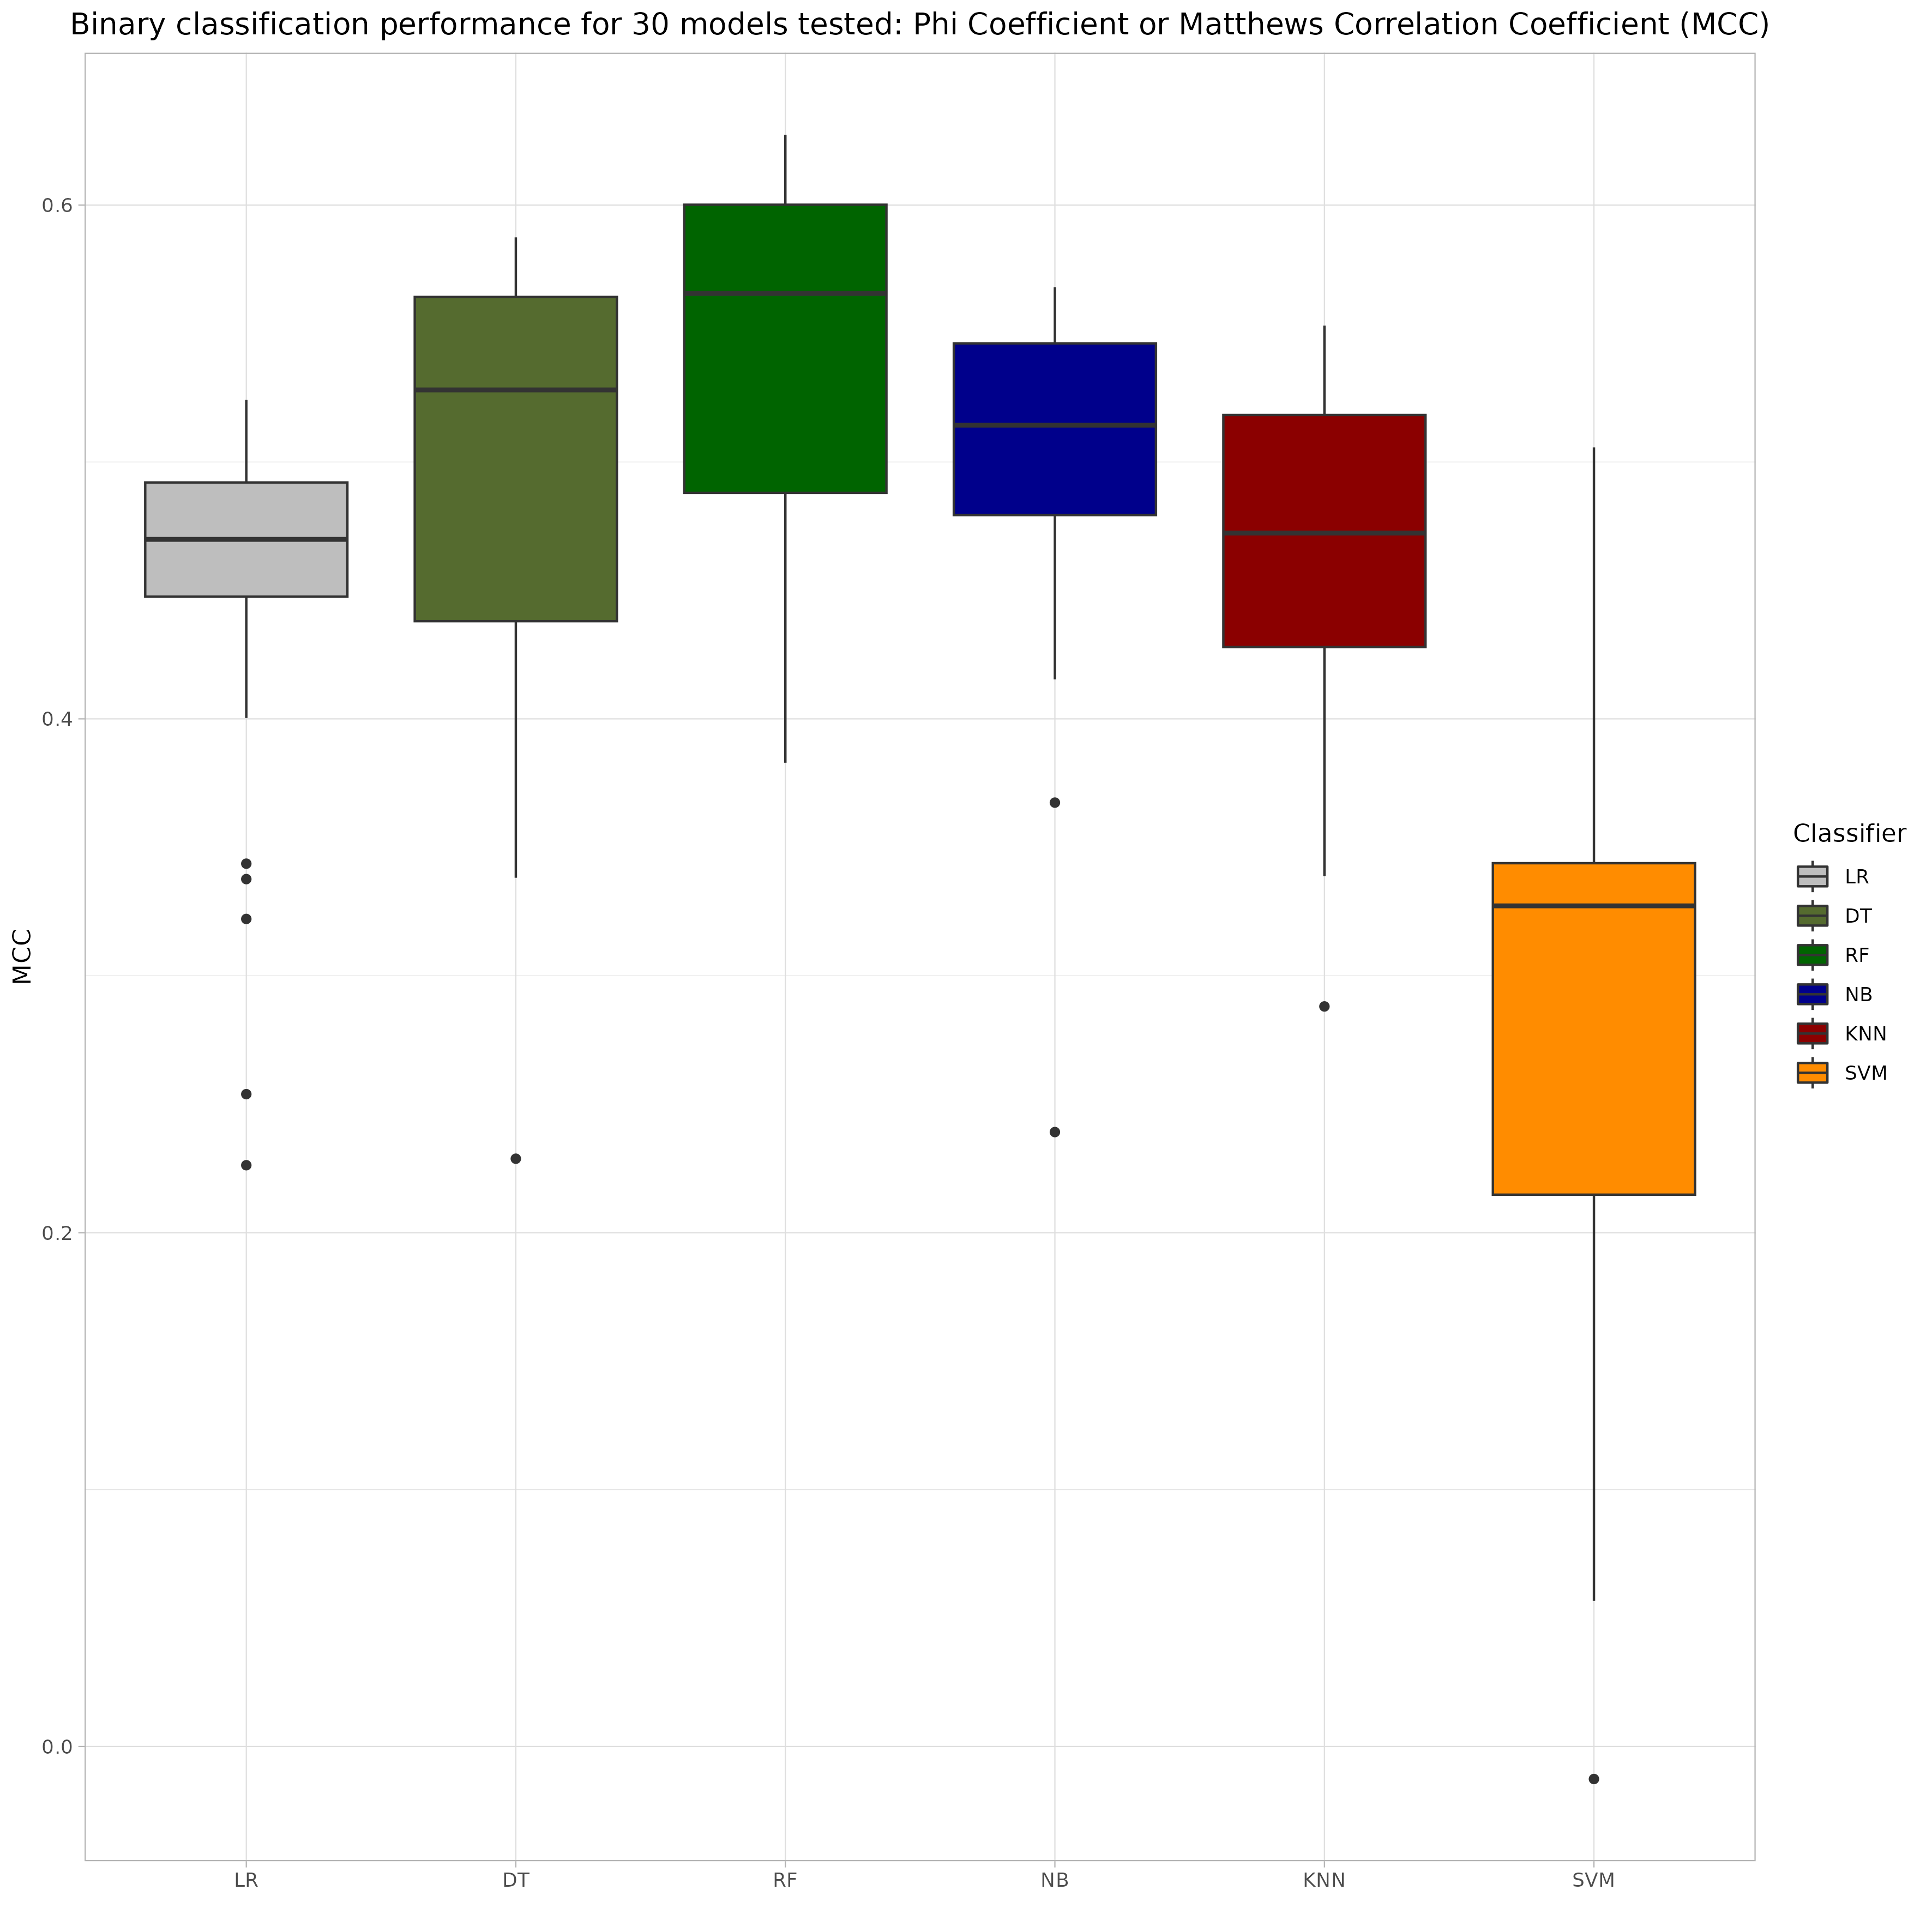 Binary classification performance for 30 models tested: Phi Coefficient or Matthews Correlation Coefficient (MCC)
0.6
0.4
0.2
0.0
MCC
LR DT RF NB KNN SVM
Classifier
LR
DT
RF
NB
KNN
SVM